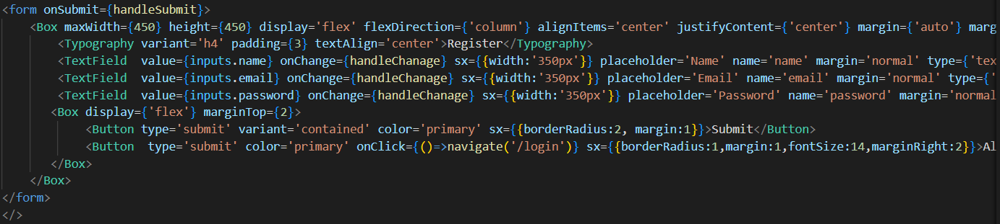 <form onSubmit={handleSubmit}>
<Box maxWidth={450} height={450} display='flex' flexDirection={'column'} alignItems='center' justifyContent={'center'} margin={'auto'} marg
<Typography variant='h4' padding={3} textAlign='center'>Register</Typography>
<TextField  value={inputs.name} onChange={handleChanage} sx={{width:'350px'}} placeholder='Name' name='name' margin='normal' type={'tex
<TextField  value={inputs.email} onChange={handleChanage} sx={{width:'350px'}} placeholder='Email' name='email' margin='normal' type={'
<TextField  value={inputs.password} onChange={handleChanage} sx={{width:'350px'}} placeholder='Password' name='password' margin='normal
<Box display={'flex'} marginTop={2}>
<Button type='submit' variant='contained' color='primary' sx={{borderRadius:2, margin:1}}>Submit</Button>
<Button  type='submit' color='primary' onClick={()=>navigate('/login')} sx={{borderRadius:1,margin:1,fontSize:14,marginRight:2}}>Al
</Box>
</Box>
</form>
</>